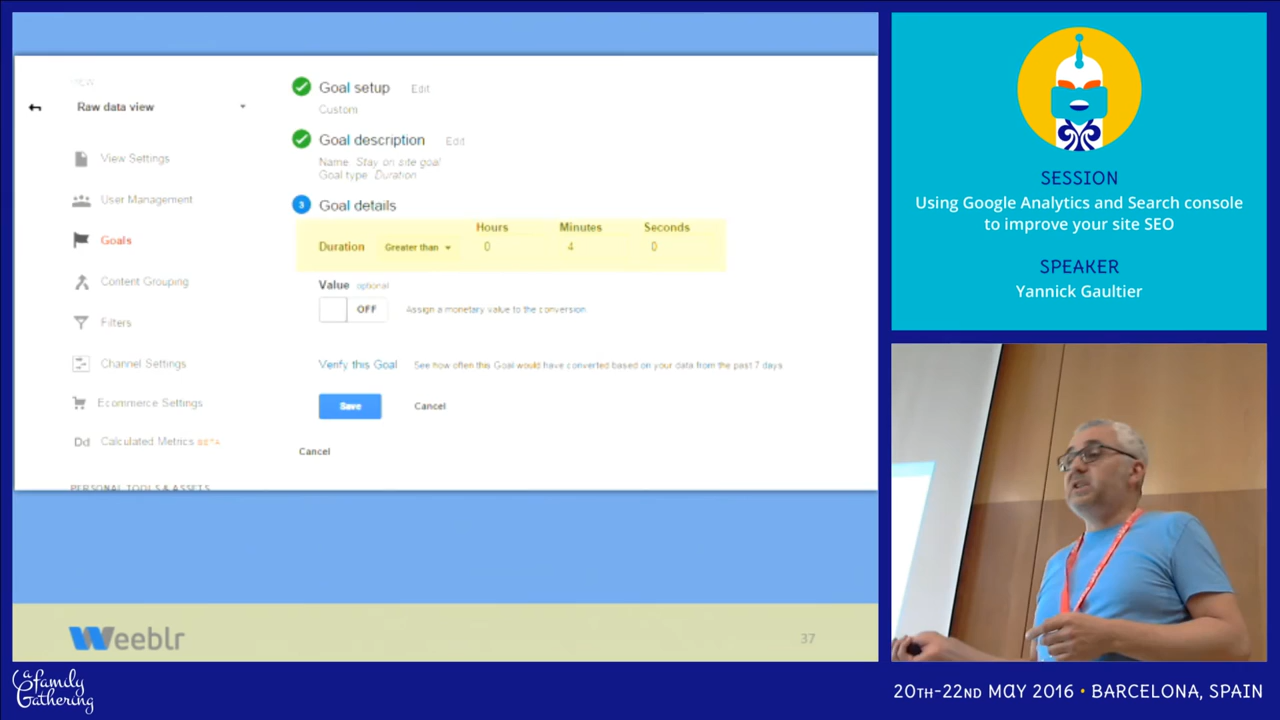 VIEW
Raw data view
View Settings
User Management
Goals
Content Grouping
Filters
Channel Settings
Ecommerce Settings
Dd Calculated Metrics BETA
PERSONAL TOOLS & ASSETS
Goal setup Edit
Custom
Goal description Edit
Name: Stay on site goal
Goal type: Duration
3 Goal details
Hours Minutes Seconds
Duration Greater than 0 4 0
Value optional
OFF Assign a monetary value to the conversion.
Verify this Goal See how often this Goal would have converted based on your data from the past 7 days
Save Cancel
Cancel
Weeblr
37
SESSION
Using Google Analytics and Search console
to improve your site SEO
SPEAKER
Yannick Gaultier
a family
Gathering
20TH-22ND MAY 2016 • BARCELONA, SPAIN